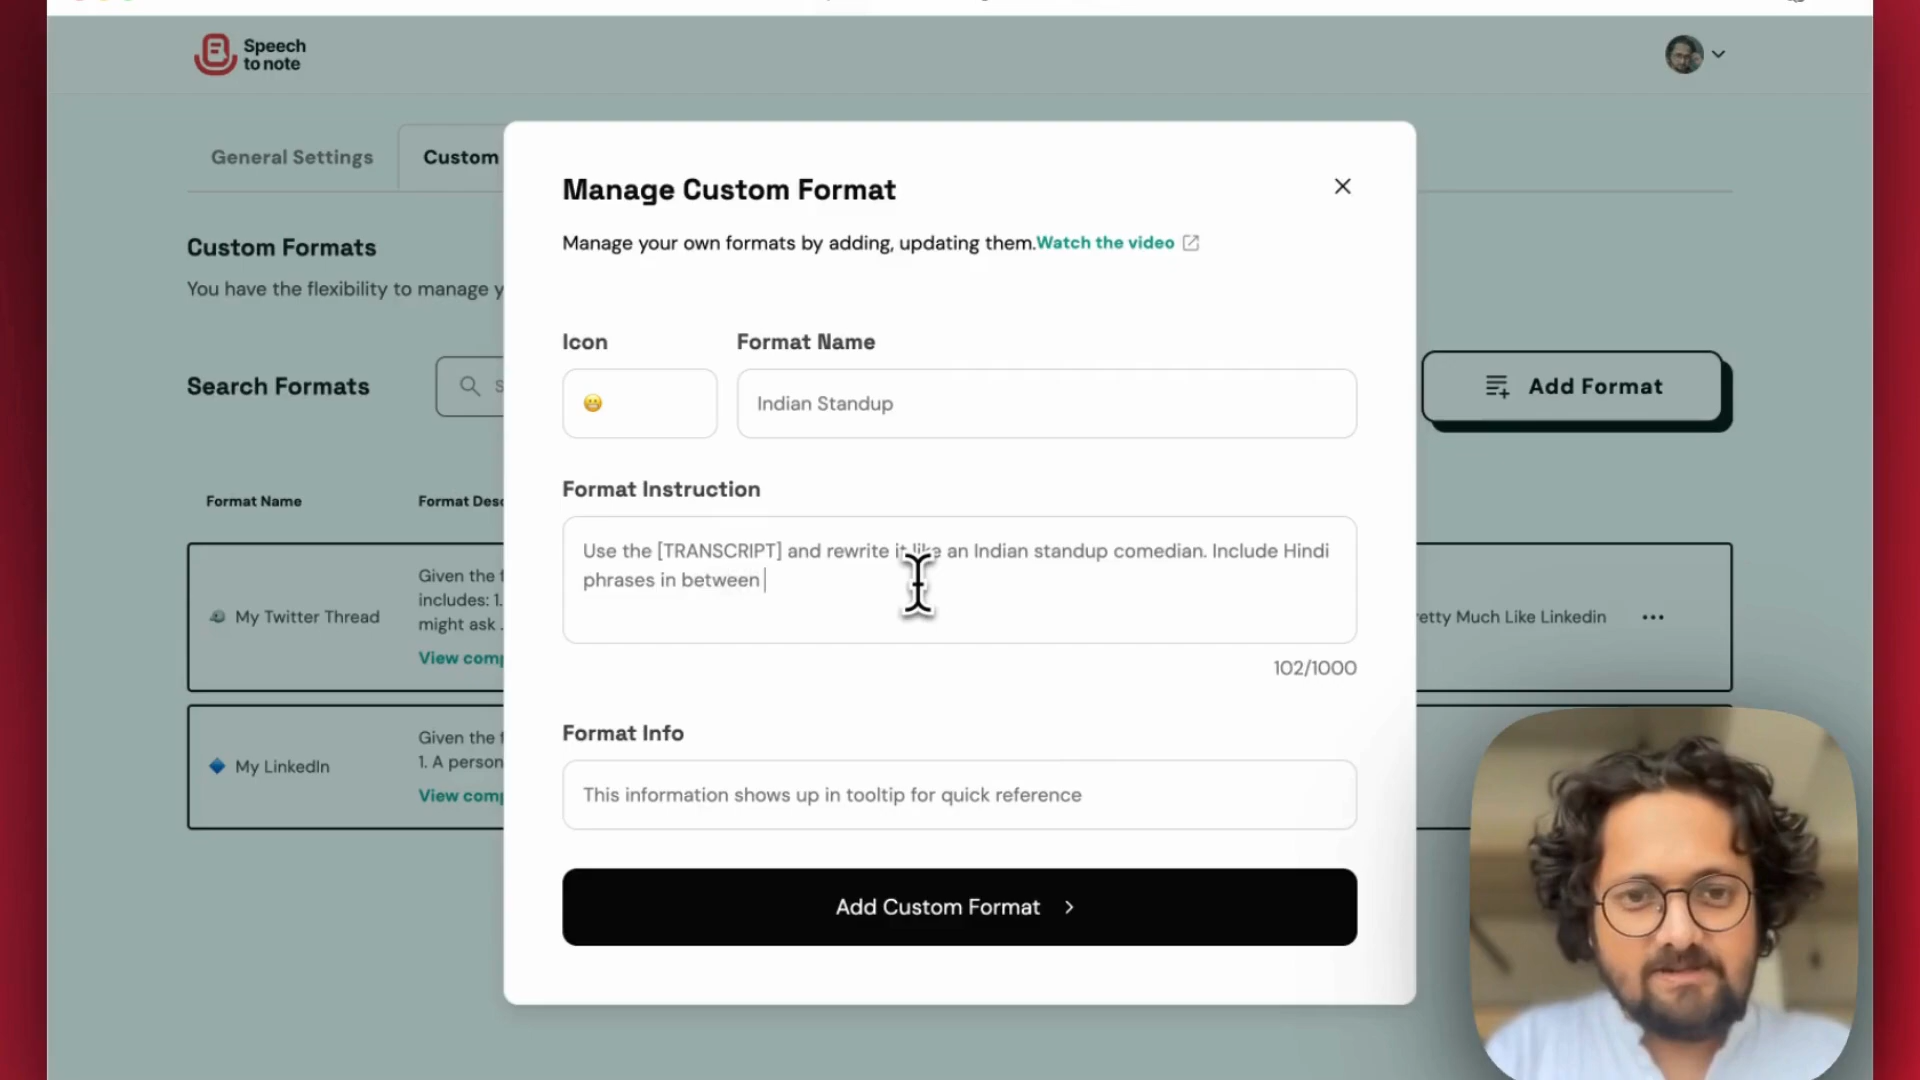 Speech
to note
General Settings
Custom
Manage Custom Format
Manage your own formats by adding, updating them.Watch the video
Custom Formats
You have the flexibility to manage y
Icon
Format Name
Search Formats
S
😬
Indian Standup
Add Format
Format Instruction
Format Name
Format Desc
Use the [TRANSCRIPT] and rewrite it like an Indian standup comedian. Include Hindi
phrases in between
Given the f
includes: 1.
might ask .
My Twitter Thread
View comp
etty Much Like Linkedin
102/1000
Format Info
Given the f
1. A person
My LinkedIn
View comp
This information shows up in tooltip for quick reference
Add Custom Format